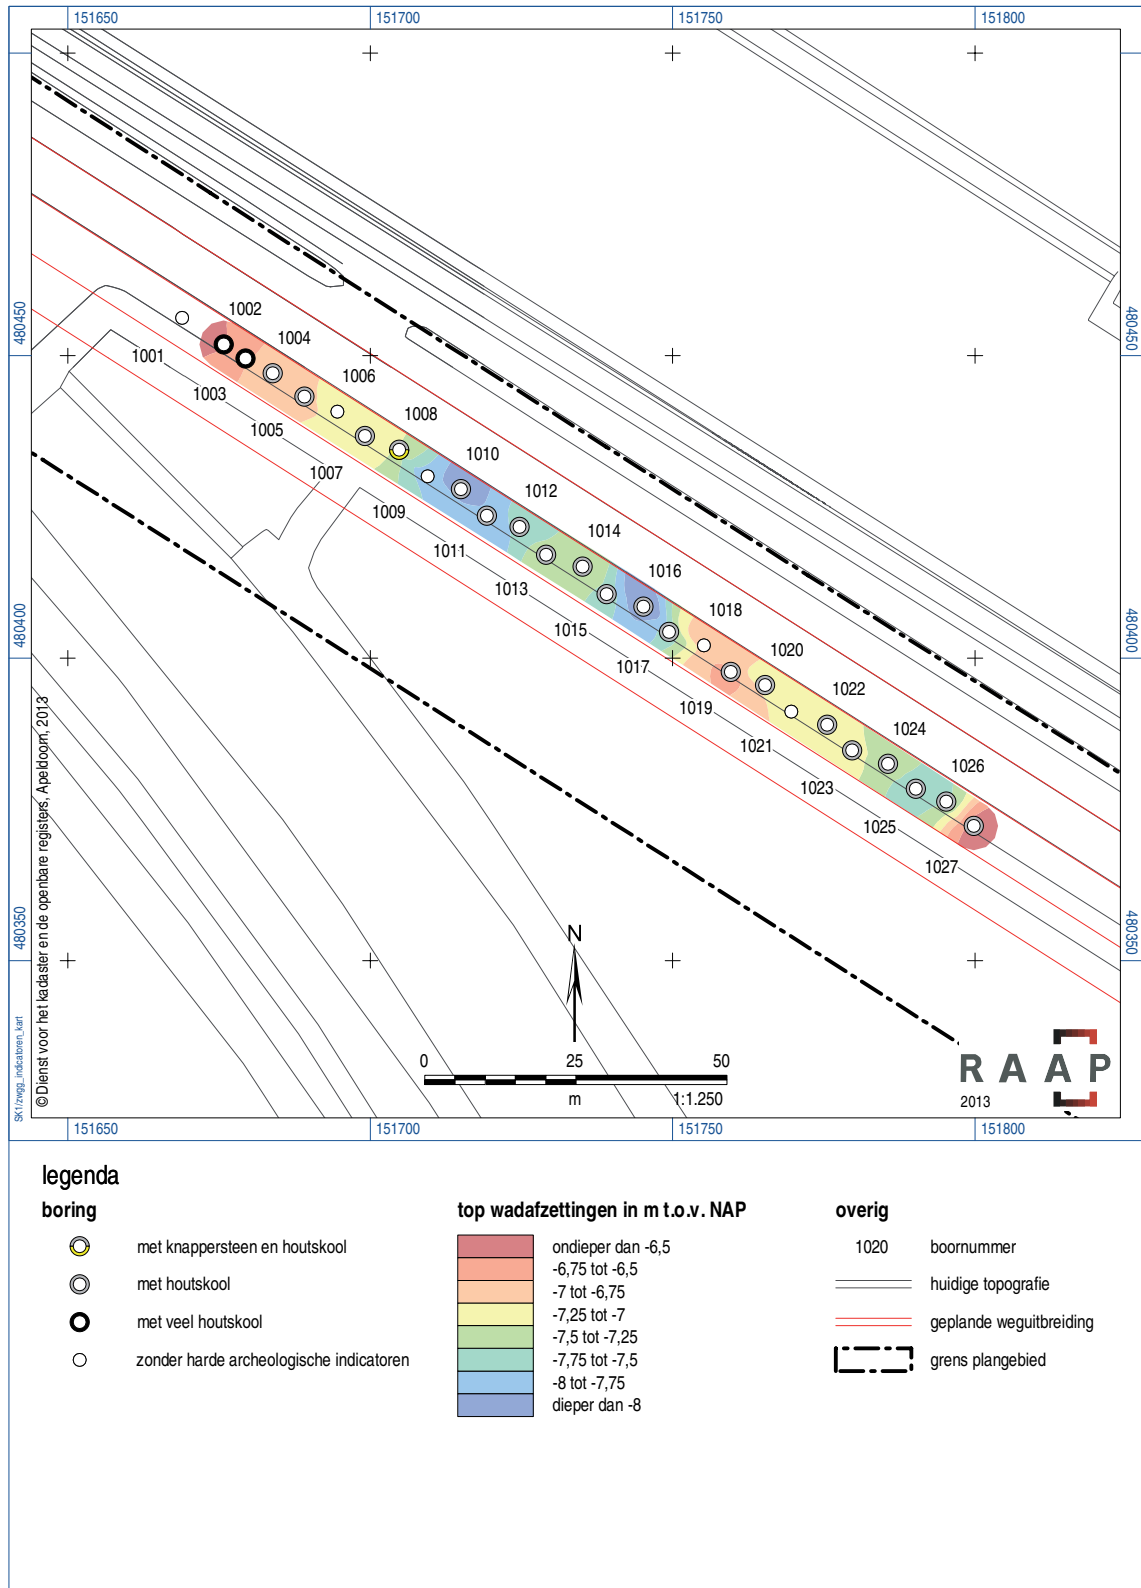 151650 151700 151750 151800
480450
480450
480400
480400
480350
480350
1002
1004
1006
1008
1010
1012
1014
1016
1018
1020
1022
1024
1026
1001
1003
1005
1007
1009
1011
1013
1015
1017
1019
1021
1023
1025
1027
N
0 25 50
m 1:1.250
RAAP
2013
SK1/zwgg_indicatoren_kart
© Dienst voor het kadaster en de openbare registers, Apeldoorn, 2013
151650 151700 151750 151800
legenda
boring
met knappersteen en houtskool
met houtskool
met veel houtskool
zonder harde archeologische indicatoren
top wadafzettingen in m t.o.v. NAP
ondieper dan -6,5
-6,75 tot -6,5
-7 tot -6,75
-7,25 tot -7
-7,5 tot -7,25
-7,75 tot -7,5
-8 tot -7,75
dieper dan -8
overig
1020 boornummer
huidige topografie
geplande weguitbreiding
grens plangebied